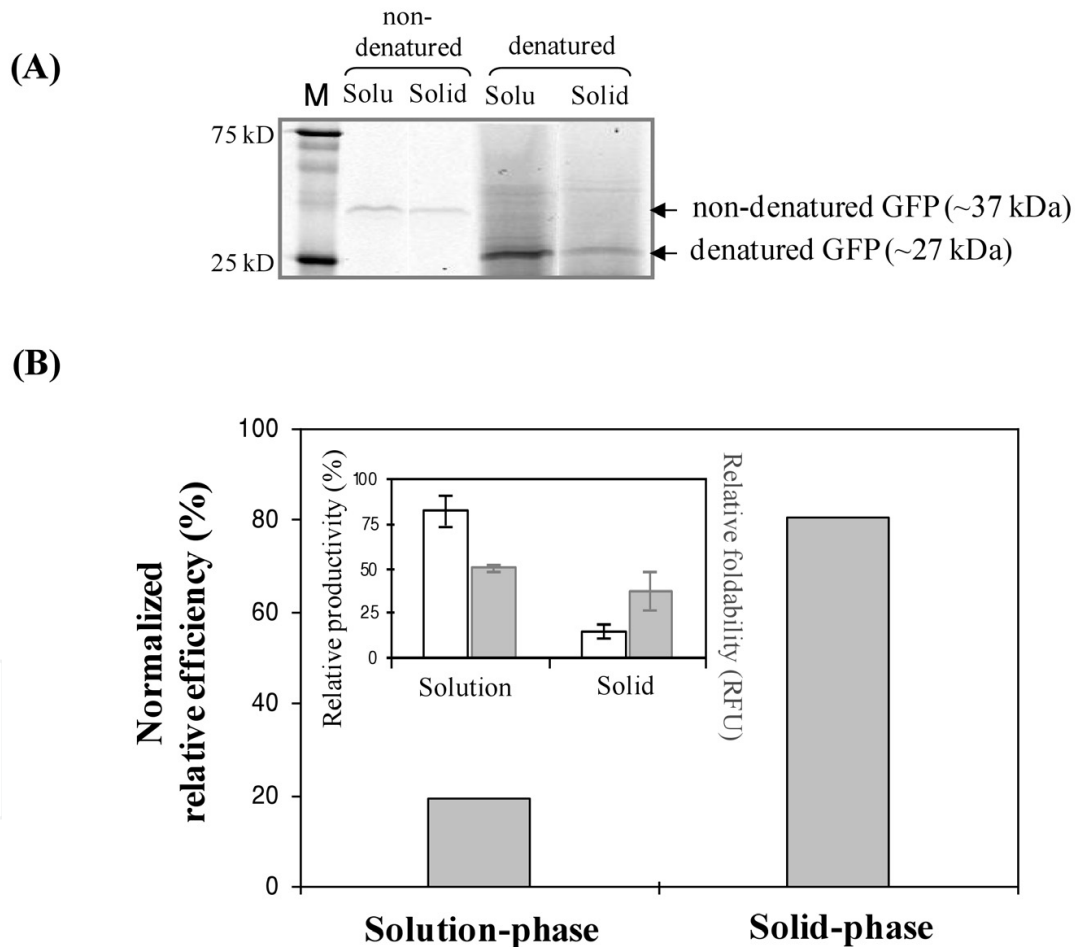 (A)
non-
denatured
denatured
M
Solu
Solid
Solu
Solid
75 kD
25 kD
non-denatured GFP (~37 kDa)
denatured GFP (~27 kDa)
(B)
Normalized
relative efficiency (%)
100
80
60
40
20
0
Relative productivity (%)
100
75
50
25
0
Solution
Solid
Relative foldability (RFU)
Solution-phase
Solid-phase